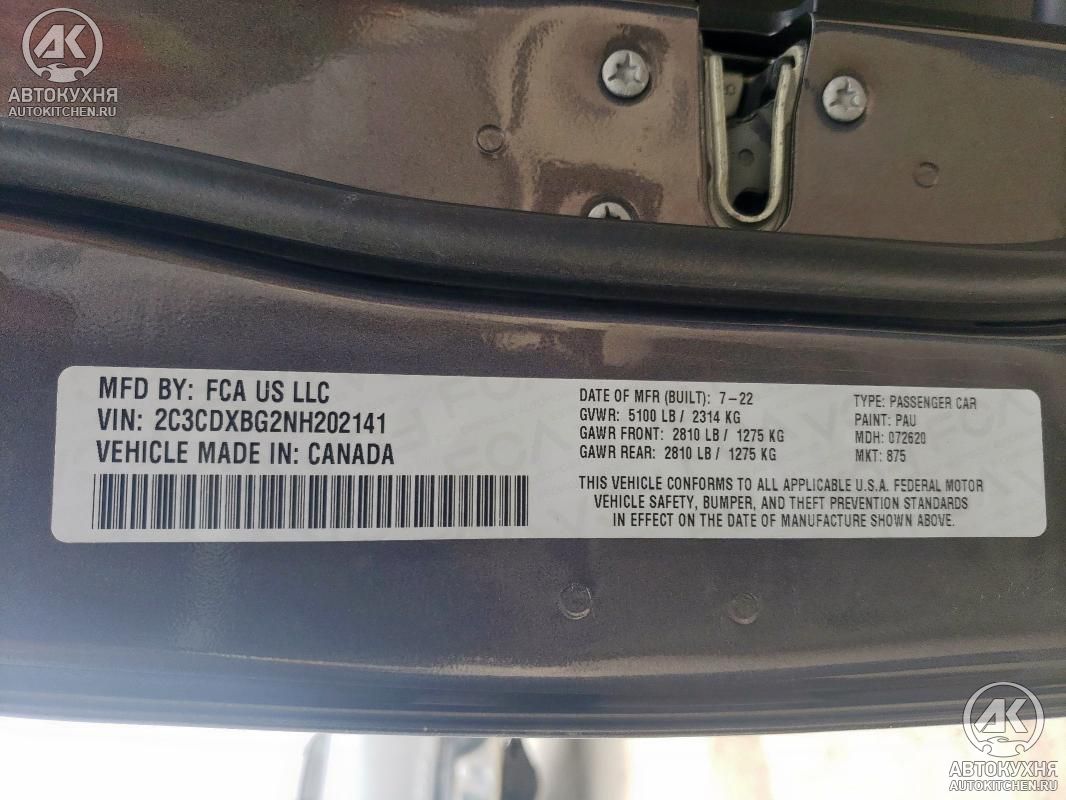 АК
АВТОКУХНЯ
AUTOKITCHEN.RU
MFD BY: FCA US LLC
VIN: 2C3CDXBG2NH202141
VEHICLE MADE IN: CANADA
DATE OF MFR (BUILT): 7-22
GVWR: 5100 LB / 2314 KG
GAWR FRONT: 2810 LB / 1275 KG
GAWR REAR: 2810 LB / 1275 KG
TYPE: PASSENGER CAR
PAINT: PAU
MDH: 072620
MKT: 875
THIS VEHICLE CONFORMS TO ALL APPLICABLE U.S.A. FEDERAL MOTOR
VEHICLE SAFETY, BUMPER, AND THEFT PREVENTION STANDARDS
IN EFFECT ON THE DATE OF MANUFACTURE SHOWN ABOVE.
АК
АВТОКУХНЯ
AUTOKITCHEN.RU